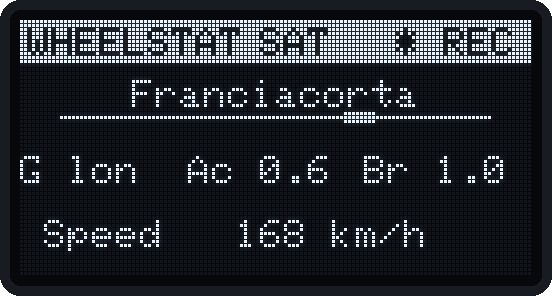 WHEELSTAT SAT REC
Franciacorta
G lon Ac 0.6 Br 1.0
Speed 168 km/h